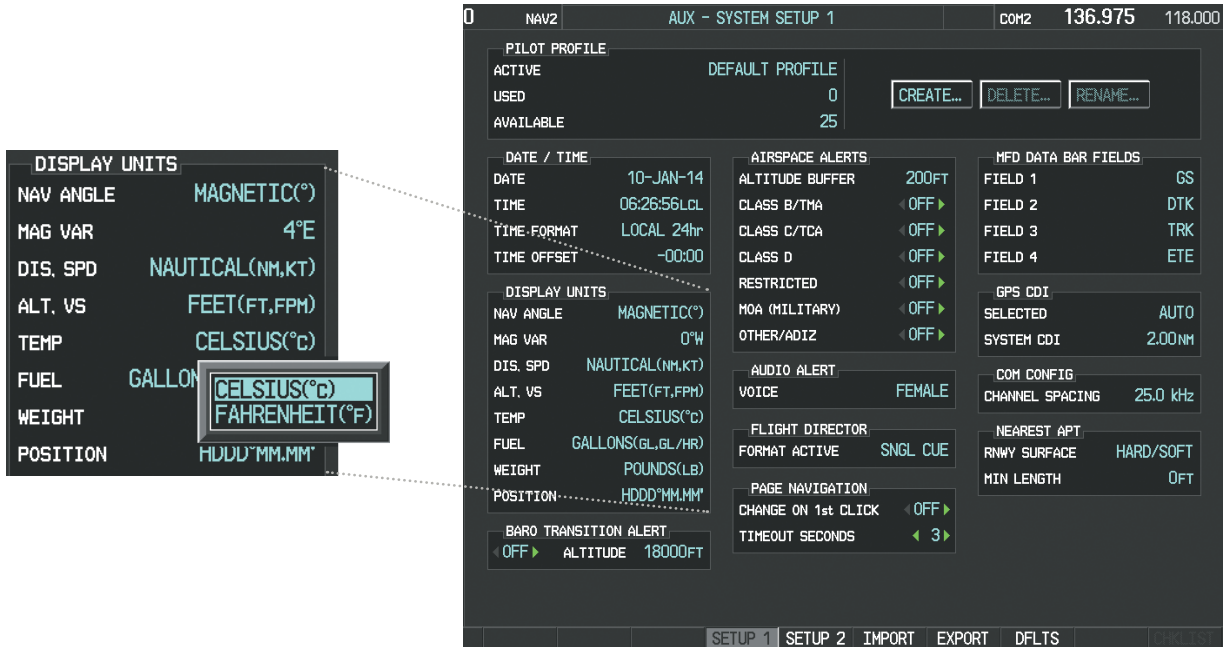 DISPLAY UNITS
NAV ANGLE MAGNETIC(°)
MAG VAR 4°E
DIS, SPD NAUTICAL(NM,KT)
ALT, VS FEET(FT,FPM)
TEMP CELSIUS(°C)
FUEL
CELSIUS(°C)
FAHRENHEIT(°F)
WEIGHT
POSITION HDDD°MM.MM'
0 NAV2 AUX - SYSTEM SETUP 1 COM2 136.975 118.000
PILOT PROFILE
ACTIVE DEFAULT PROFILE
USED 0
AVAILABLE 25
CREATE... DELETE... RENAME...
DATE / TIME
DATE 10-JAN-14
TIME 06:26:56LCL
TIME FORMAT LOCAL 24hr
TIME OFFSET -00:00
DISPLAY UNITS
NAV ANGLE MAGNETIC(°)
MAG VAR 0°W
DIS, SPD NAUTICAL(NM,KT)
ALT, VS FEET(FT,FPM)
TEMP CELSIUS(°C)
FUEL GALLONS(GL,GL/HR)
WEIGHT POUNDS(LB)
POSITION HDDD°MM.MM'
BARO TRANSITION ALERT
OFF ALTITUDE 18000FT
AIRSPACE ALERTS
ALTITUDE BUFFER 200FT
CLASS B/TMA OFF
CLASS C/TCA OFF
CLASS D OFF
RESTRICTED OFF
MOA (MILITARY) OFF
OTHER/ADIZ OFF
AUDIO ALERT
VOICE FEMALE
FLIGHT DIRECTOR
FORMAT ACTIVE SNGL CUE
PAGE NAVIGATION
CHANGE ON 1st CLICK OFF
TIMEOUT SECONDS 3
MFD DATA BAR FIELDS
FIELD 1 GS
FIELD 2 DTK
FIELD 3 TRK
FIELD 4 ETE
GPS CDI
SELECTED AUTO
SYSTEM CDI 2.00NM
COM CONFIG
CHANNEL SPACING 25.0 kHz
NEAREST APT
RNWY SURFACE HARD/SOFT
MIN LENGTH 0FT
SETUP 1 SETUP 2 IMPORT EXPORT DFLTS CHKLIST